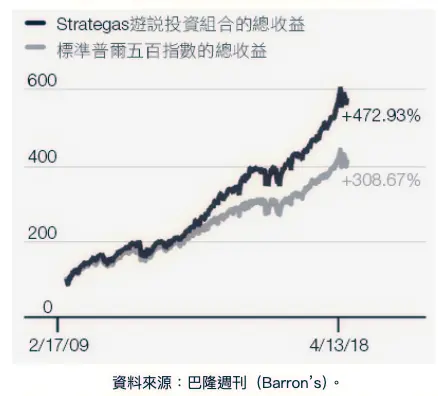 Strategas遊說投資組合的總收益
標準普爾五百指數的總收益
600
+472.93%
400
+308.67%
200
0
2/17/09
4/13/18
資料來源：巴隆週刊（Barron's）。